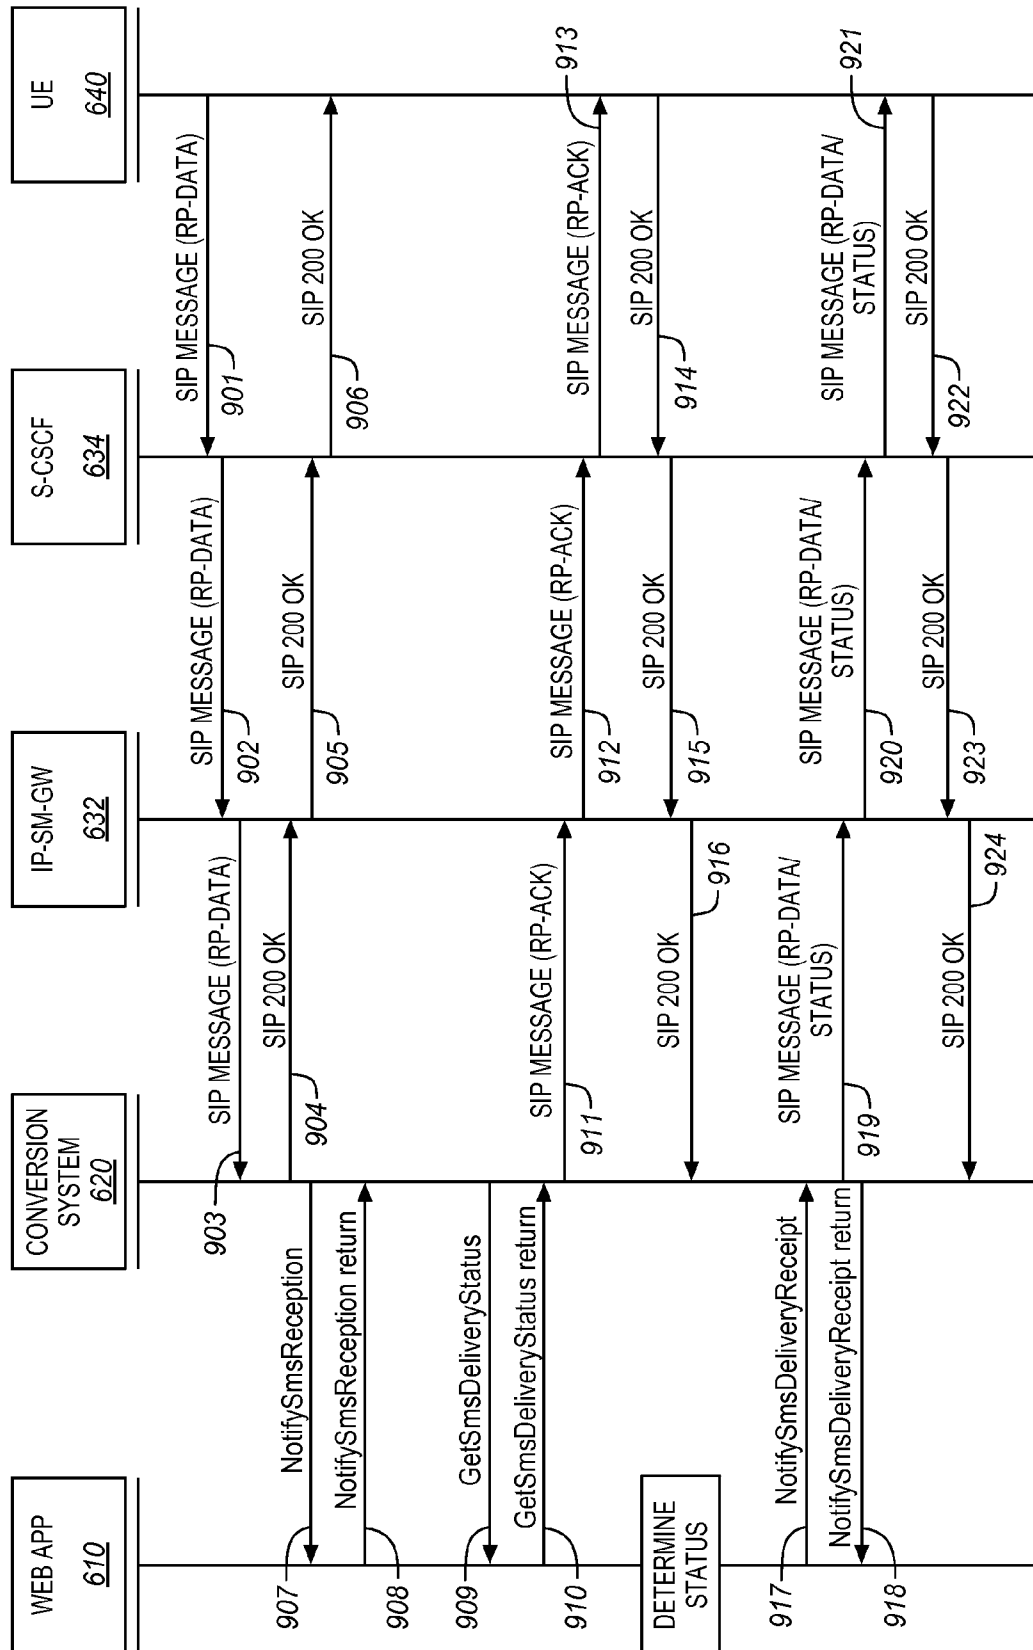 WEB APP
610
CONVERSION
SYSTEM
620
IP-SM-GW
632
S-CSCF
634
UE
640
SIP MESSAGE (RP-DATA)
901
SIP MESSAGE (RP-DATA)
902
SIP MESSAGE (RP-DATA)
903
SIP 200 OK
904
SIP 200 OK
905
SIP 200 OK
906
NotifySmsReception
907
NotifySmsReception return
908
GetSmsDeliveryStatus
909
GetSmsDeliveryStatus return
910
SIP MESSAGE (RP-ACK)
911
SIP MESSAGE (RP-ACK)
912
SIP MESSAGE (RP-ACK)
913
SIP 200 OK
914
SIP 200 OK
915
SIP 200 OK
916
DETERMINE
STATUS
NotifySmsDeliveryReceipt
917
NotifySmsDeliveryReceipt return
918
SIP MESSAGE (RP-DATA/
STATUS)
919
SIP MESSAGE (RP-DATA/
STATUS)
920
SIP MESSAGE (RP-DATA/
STATUS)
921
SIP 200 OK
922
SIP 200 OK
923
SIP 200 OK
924